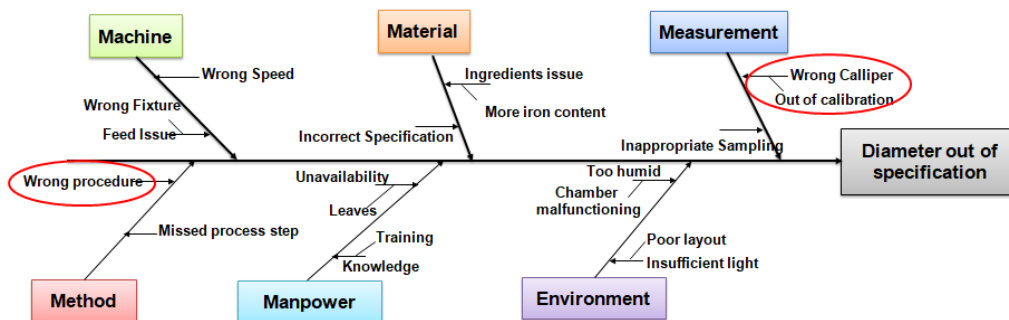 Machine
Material
Measurement
Wrong Speed
Ingredients issue
Wrong Calliper
Out of calibration
Wrong Fixture
More iron content
Feed Issue
Incorrect Specification
Inappropriate Sampling
Diameter out of
specification
Wrong procedure
Unavailability
Too humid
Leaves
Chamber
malfunctioning
Missed process step
Training
Poor layout
Knowledge
Insufficient light
Method
Manpower
Environment